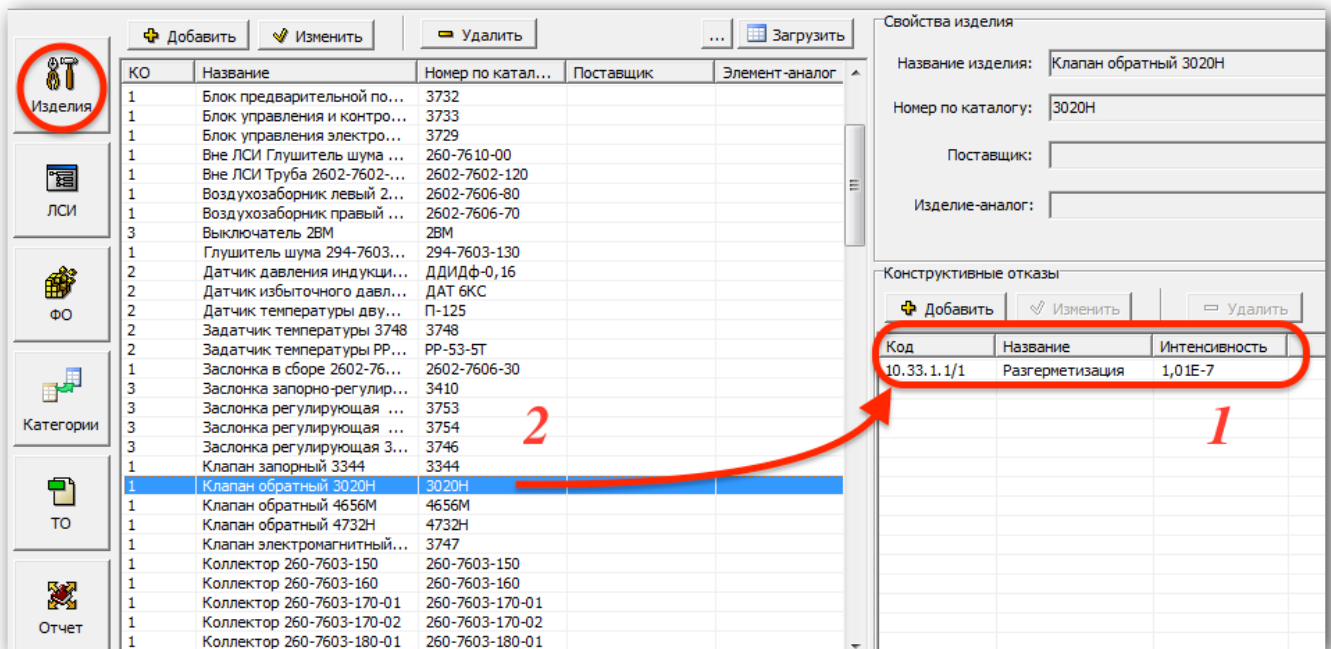 Изделия
ЛСИ
ФО
Категории
ТО
Отчет
Добавить Изменить Удалить ... Загрузить
КО Название Номер по катал... Поставщик Элемент-аналог
1 Блок предварительной по... 3732
1 Блок управления и контро... 3733
1 Блок управления электро... 3729
1 Вне ЛСИ Глушитель шума ... 260-7610-00
1 Вне ЛСИ Труба 2602-7602-... 2602-7602-120
1 Воздухозаборник левый 2... 2602-7606-80
1 Воздухозаборник правый ... 2602-7606-70
3 Выключатель 2ВМ 2ВМ
1 Глушитель шума 294-7603... 294-7603-130
2 Датчик давления индукци... ДДИДф-0,16
2 Датчик избыточного давл... ДАТ 6КС
2 Датчик температуры дву... П-125
2 Задатчик температуры 3748 3748
2 Задатчик температуры РР... РР-53-5Т
1 Заслонка в сборе 2602-76... 2602-7606-30
3 Заслонка запорно-регулир... 3410
3 Заслонка регулирующая ... 3753
3 Заслонка регулирующая ... 3754
3 Заслонка регулирующая 3... 3746
1 Клапан запорный 3344 3344
1 Клапан обратный 3020Н 3020Н
1 Клапан обратный 4656М 4656М
1 Клапан обратный 4732Н 4732Н
1 Клапан электромагнитный... 3747
1 Коллектор 260-7603-150 260-7603-150
1 Коллектор 260-7603-160 260-7603-160
1 Коллектор 260-7603-170-01 260-7603-170-01
1 Коллектор 260-7603-170-02 260-7603-170-02
1 Коллектор 260-7603-180-01 260-7603-180-01
2
Свойства изделия
Название изделия: Клапан обратный 3020Н
Номер по каталогу: 3020Н
Поставщик:
Изделие-аналог:
Конструктивные отказы
Добавить Изменить Удалить
Код Название Интенсивность
10.33.1.1/1 Разгерметизация 1,01Е-7
1